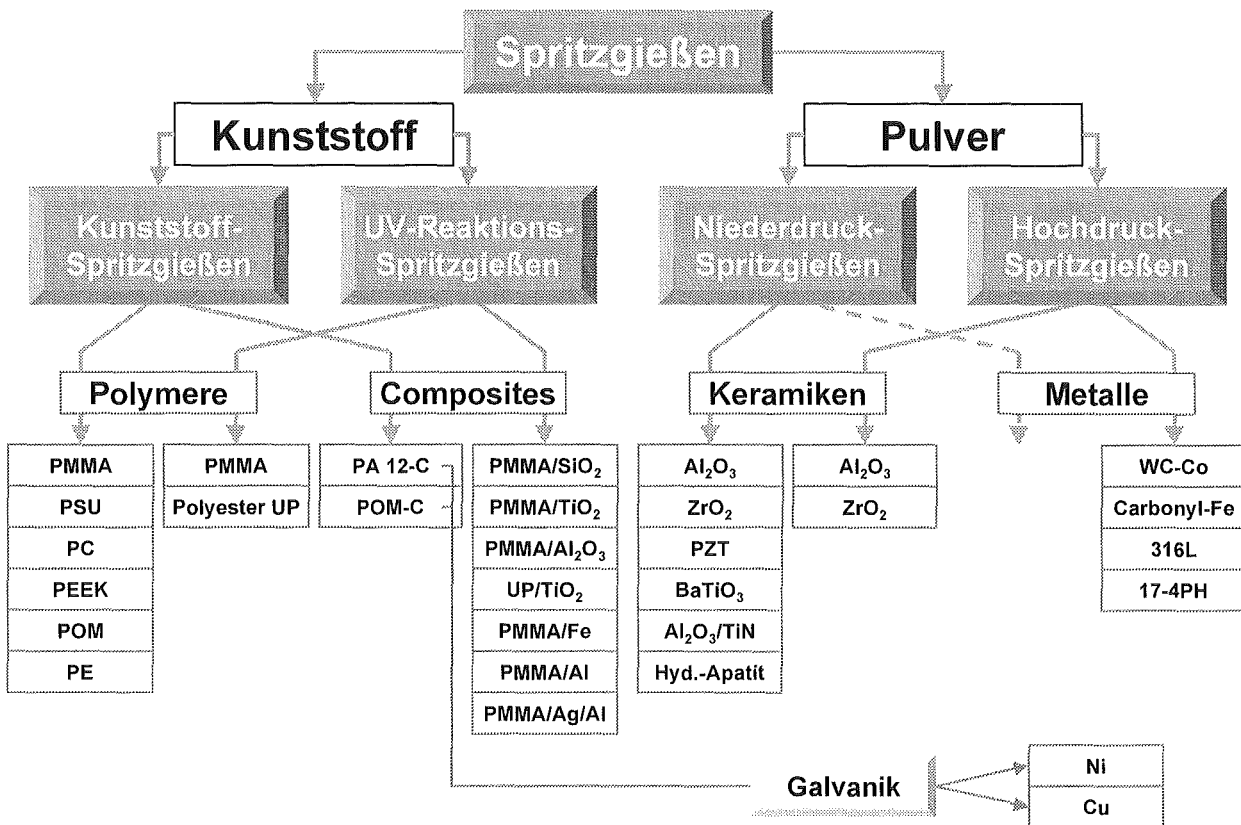 Spritzgießen
Kunststoff
Pulver
Kunststoff-
Spritzgießen
UV-Reaktions-
Spritzgießen
Niederdruck-
Spritzgießen
Hochdruck-
Spritzgießen
Polymere
Composites
Keramiken
Metalle
PMMA
PSU
PC
PEEK
POM
PE
PMMA
Polyester UP
PA 12-C
POM-C
PMMA/SiO₂
PMMA/TiO₂
PMMA/Al₂O₃
UP/TiO₂
PMMA/Fe
PMMA/Al
PMMA/Ag/Al
Al₂O₃
ZrO₂
PZT
BaTiO₃
Al₂O₃/TiN
Hyd.-Apatit
Al₂O₃
ZrO₂
WC-Co
Carbonyl-Fe
316L
17-4PH
Galvanik
Ni
Cu